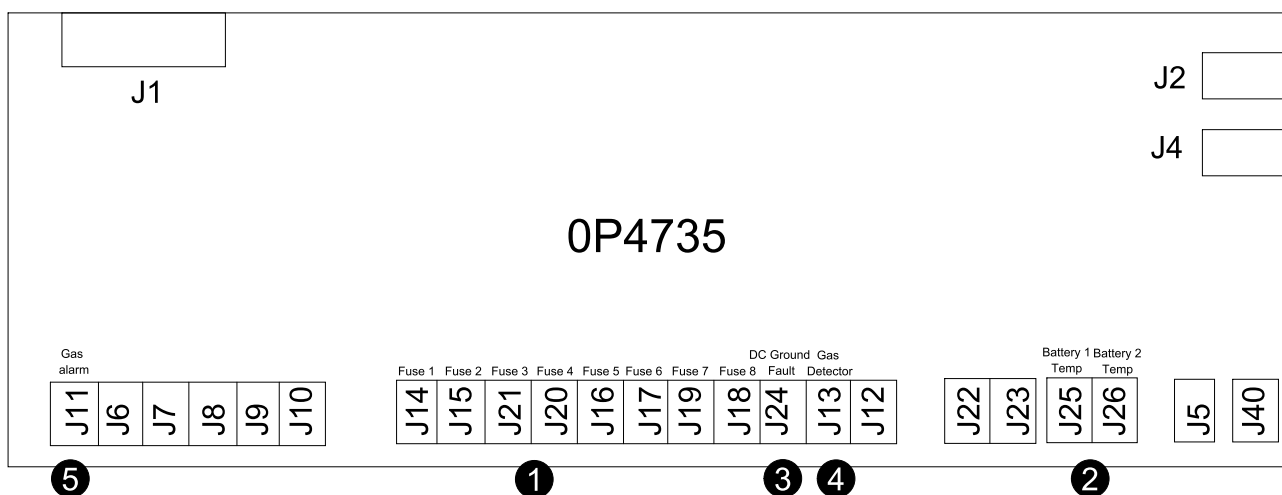 J1
J2
J4
0P4735
Gas alarm
Fuse 1 Fuse 2 Fuse 3 Fuse 4 Fuse 5 Fuse 6 Fuse 7 Fuse 8 DC Ground Fault Gas Detector
Battery 1 Temp Battery 2 Temp
J11 J6 J7 J8 J9 J10
J14 J15 J21 J20 J16 J17 J19 J18 J24 J13 J12
J22 J23 J25 J26
J5 J40
5 1 3 4 2